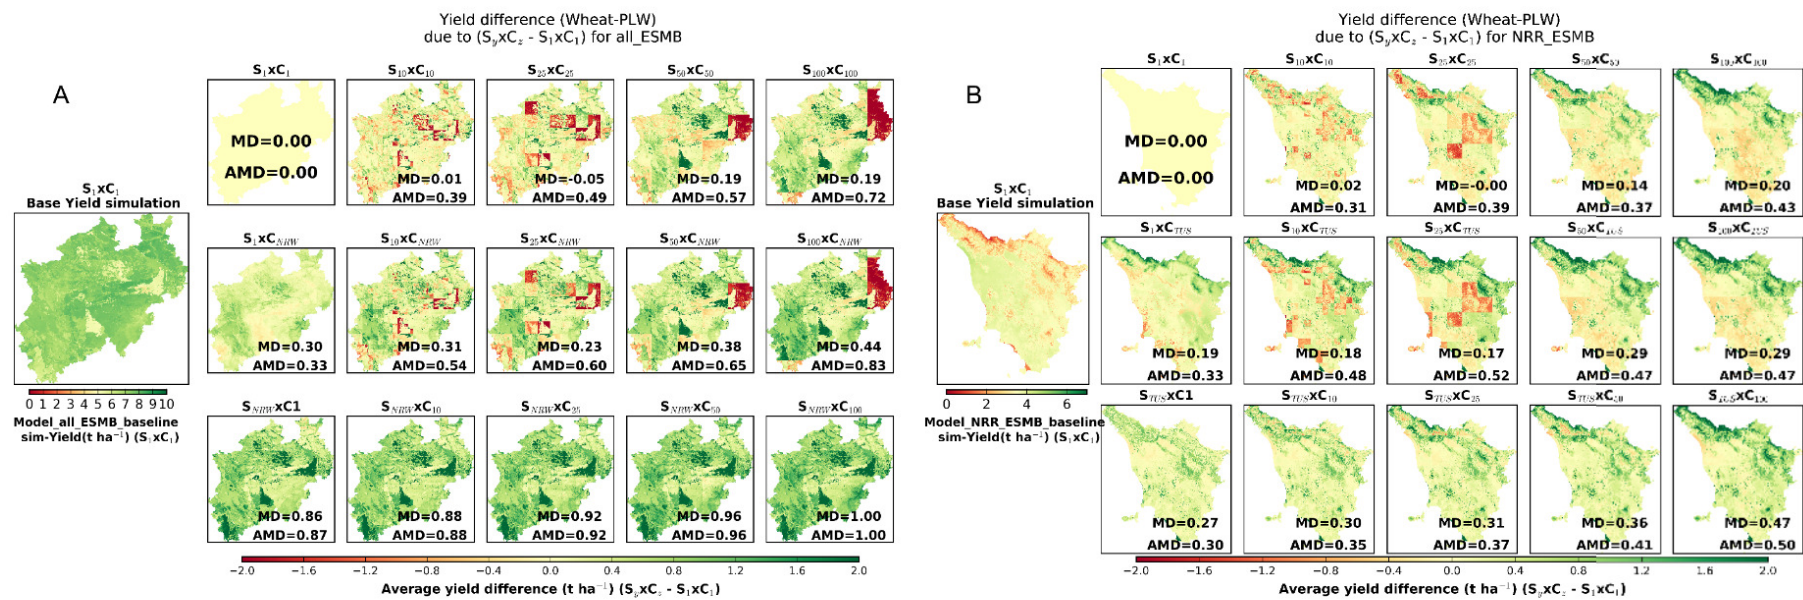 Yield difference (Wheat-PLW)
due to (SyxCz - S1xC1) for all_ESMB
A
S1xC1
S10xC10
S25xC25
S50xC50
S100xC100
MD=0.00
AMD=0.00
MD=0.01
AMD=0.39
MD=-0.05
AMD=0.49
MD=0.19
AMD=0.57
MD=0.19
AMD=0.72
S1xC1
Base Yield simulation
0 1 2 3 4 5 6 7 8 9 10
Model_all_ESMB_baseline
sim-Yield(t ha−1) (S1xC1)
S1xCNRW
S10xCNRW
S25xCNRW
S50xCNRW
S100xCNRW
MD=0.30
AMD=0.33
MD=0.31
AMD=0.54
MD=0.23
AMD=0.60
MD=0.38
AMD=0.65
MD=0.44
AMD=0.83
SNRWxC1
SNRWxC10
SNRWxC25
SNRWxC50
SNRWxC100
MD=0.86
AMD=0.87
MD=0.88
AMD=0.88
MD=0.92
AMD=0.92
MD=0.96
AMD=0.96
MD=1.00
AMD=1.00
−2.0 −1.6 −1.2 −0.8 −0.4 0.0 0.4 0.8 1.2 1.6 2.0
Average yield difference (t ha−1) (SyxCz - S1xC1)
Yield difference (Wheat-PLW)
due to (SyxCz - S1xC1) for NRR_ESMB
B
S1xC1
S10xC10
S25xC25
S50xC50
S100xC100
MD=0.00
AMD=0.00
MD=0.02
AMD=0.31
MD=-0.00
AMD=0.39
MD=0.14
AMD=0.37
MD=0.20
AMD=0.43
S1xC1
Base Yield simulation
0 2 4 6
Model_NRR_ESMB_baseline
sim-Yield(t ha−1) (S1xC1)
S1xCTUS
S10xCTUS
S25xCTUS
S50xCTUS
S100xCTUS
MD=0.19
AMD=0.33
MD=0.18
AMD=0.48
MD=0.17
AMD=0.52
MD=0.29
AMD=0.47
MD=0.29
AMD=0.47
STUSxC1
STUSxC10
STUSxC25
STUSxC50
STUSxC100
MD=0.27
AMD=0.30
MD=0.30
AMD=0.35
MD=0.31
AMD=0.37
MD=0.36
AMD=0.41
MD=0.47
AMD=0.50
−2.0 −1.6 −1.2 −0.8 −0.4 0.0 0.4 0.8 1.2 1.6 2.0
Average yield difference (t ha−1) (SyxCz - S1xC1)